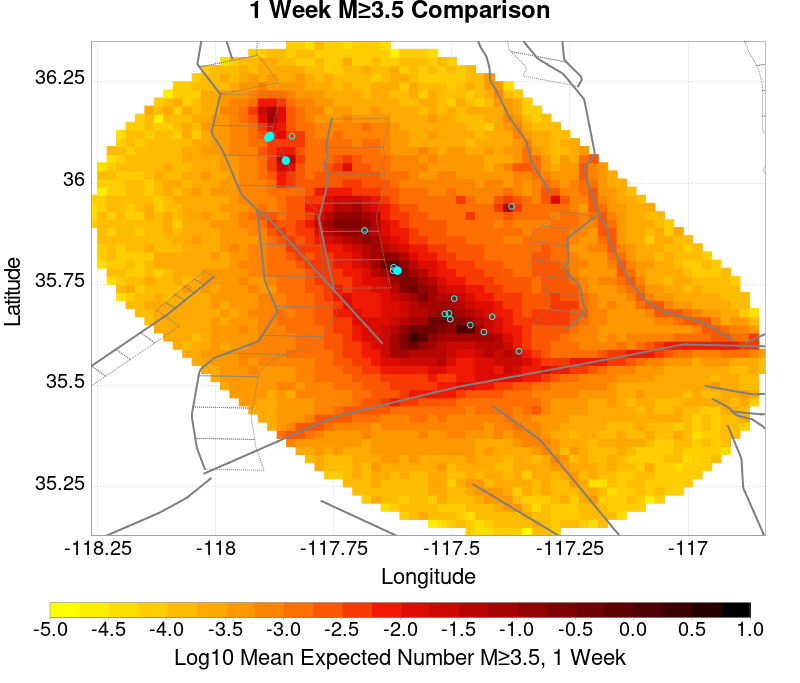 1 Week M≥3.5 Comparison
36.25
36
35.75
35.5
35.25
Latitude
-118.25 -118 -117.75 -117.5 -117.25 -117
Longitude
-5.0 -4.5 -4.0 -3.5 -3.0 -2.5 -2.0 -1.5 -1.0 -0.5 0.0 0.5 1.0
Log10 Mean Expected Number M≥3.5, 1 Week